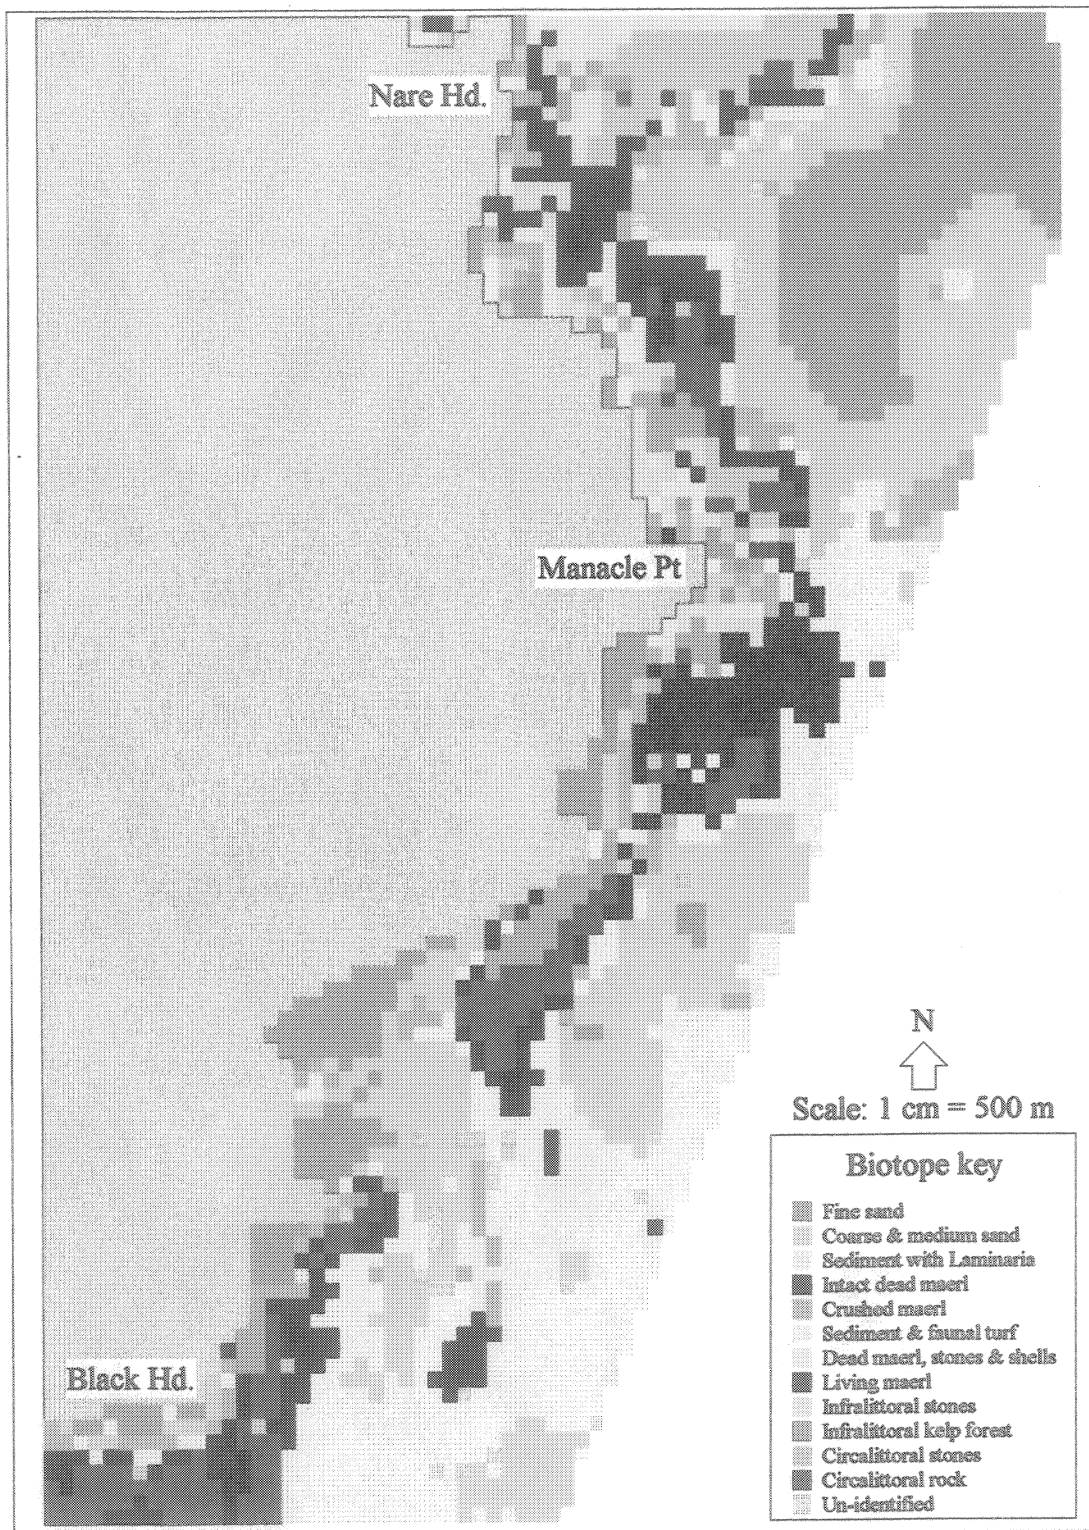 Nare Hd.
Manacle Pt
N
Scale: 1 cm = 500 m
Black Hd.
Biotope key
Fine sand
Coarse & medium sand
Sediment with Laminaria
Intact dead maerl
Crushed maerl
Sediment & faunal turf
Dead maerl, stones & shells
Living maerl
Infralittoral stones
Infralittoral kelp forest
Circalittoral stones
Circalittoral rock
Un-identified